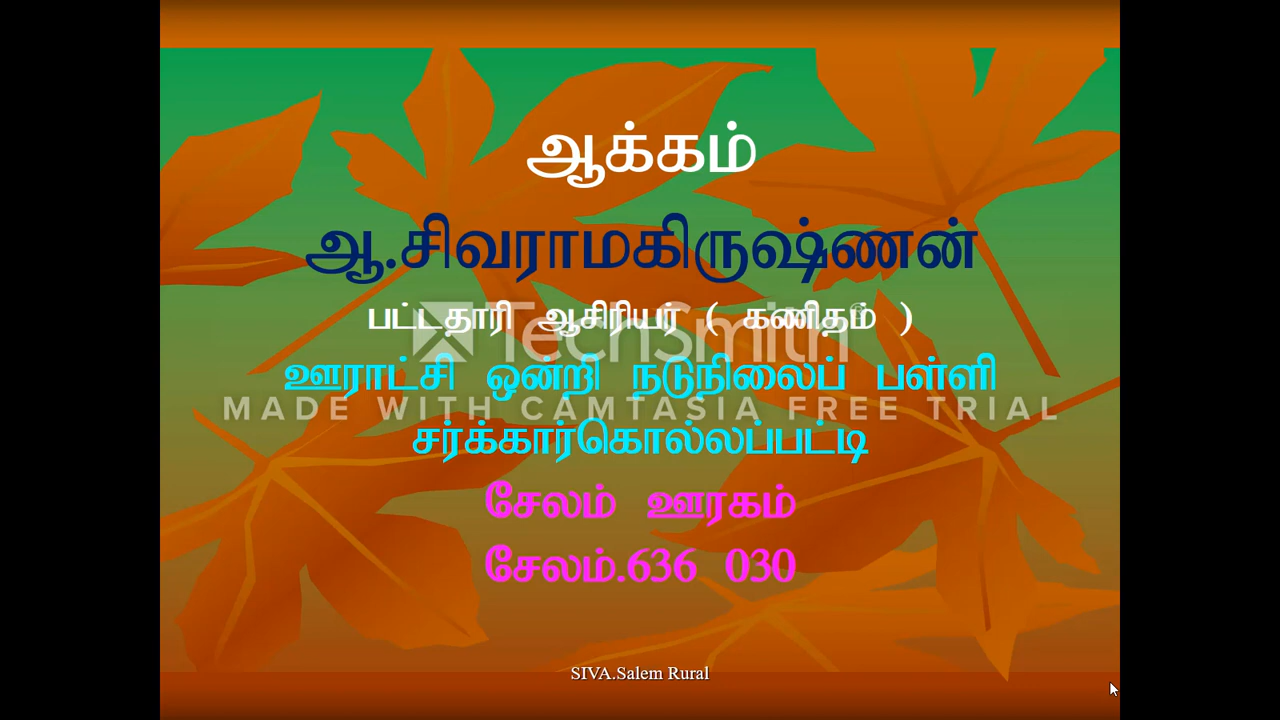 ஆக்கம்
ஆ.சிவராமகிருஷ்ணன்
பட்டதாரி ஆசிரியர் ( கணிதம் )
TechSmith®
ஊராட்சி ஒன்றி நடுநிலைப் பள்ளி
MADE WITH CAMTASIA FREE TRIAL
சர்க்கார்கொல்லப்பட்டி
சேலம் ஊரகம்
சேலம்.636 030
SIVA.Salem Rural